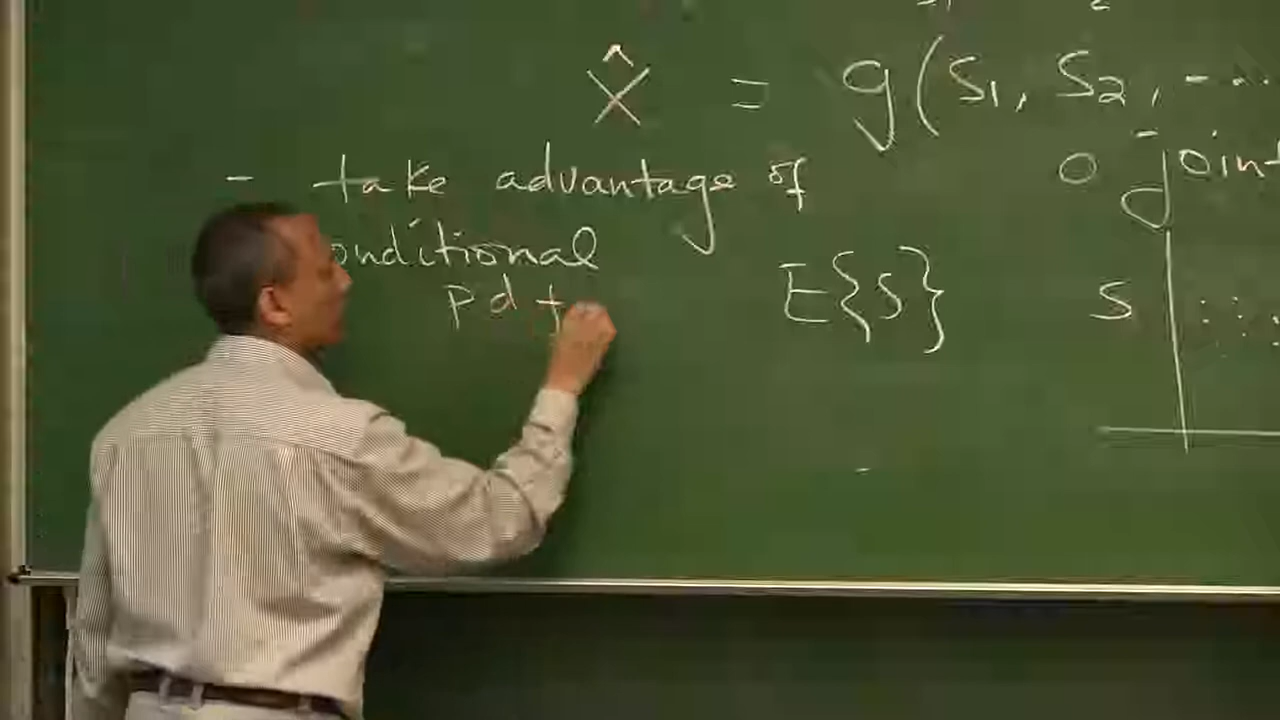 X̂ = g(S₁, S₂, - ...
- take advantage of
onditional
pdf
E{S}
o joint
S